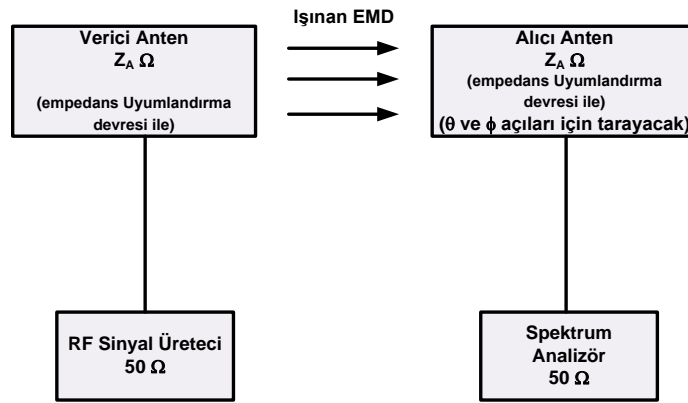 Verici Anten
Z_A Ω
(empedans Uyumlandırma
devresi ile)
Işınan EMD
Alıcı Anten
Z_A Ω
(empedans Uyumlandırma
devresi ile)
(θ ve ϕ açıları için tarayacak)
RF Sinyal Üreteci
50 Ω
Spektrum
Analizör
50 Ω